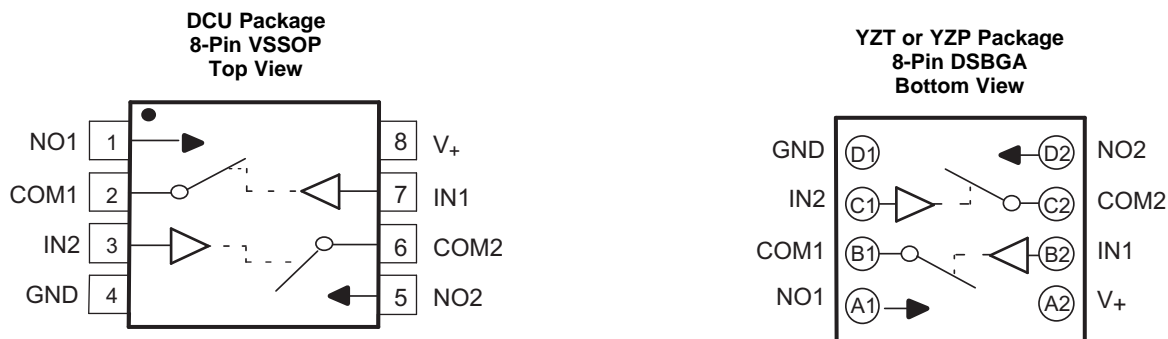 DCU Package
8-Pin VSSOP
Top View
NO1 1
8 V+
COM1 2
7 IN1
IN2 3
6 COM2
GND 4
5 NO2
YZT or YZP Package
8-Pin DSBGA
Bottom View
GND D1
D2 NO2
IN2 C1
C2 COM2
COM1 B1
B2 IN1
NO1 A1
A2 V+